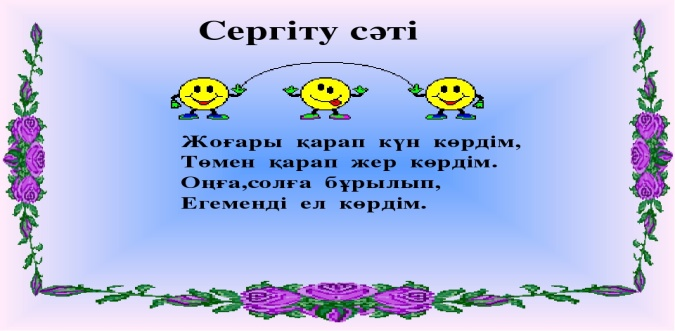 Сергіту сәті
Жоғары қарап күн көрдім,
Төмен қарап жер көрдім.
Оңға,солға бұрылып,
Егеменді ел көрдім.